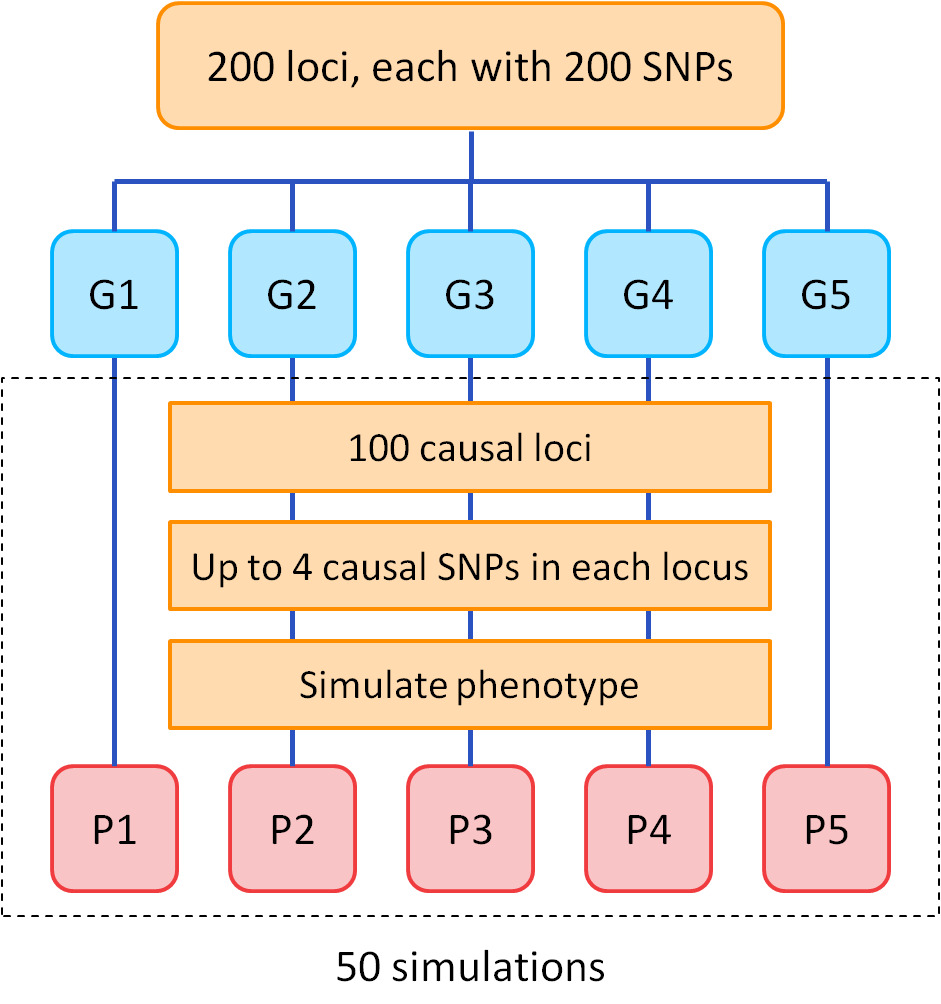 200 loci, each with 200 SNPs
G1 G2 G3 G4 G5
100 causal loci
Up to 4 causal SNPs in each locus
Simulate phenotype
P1 P2 P3 P4 P5
50 simulations